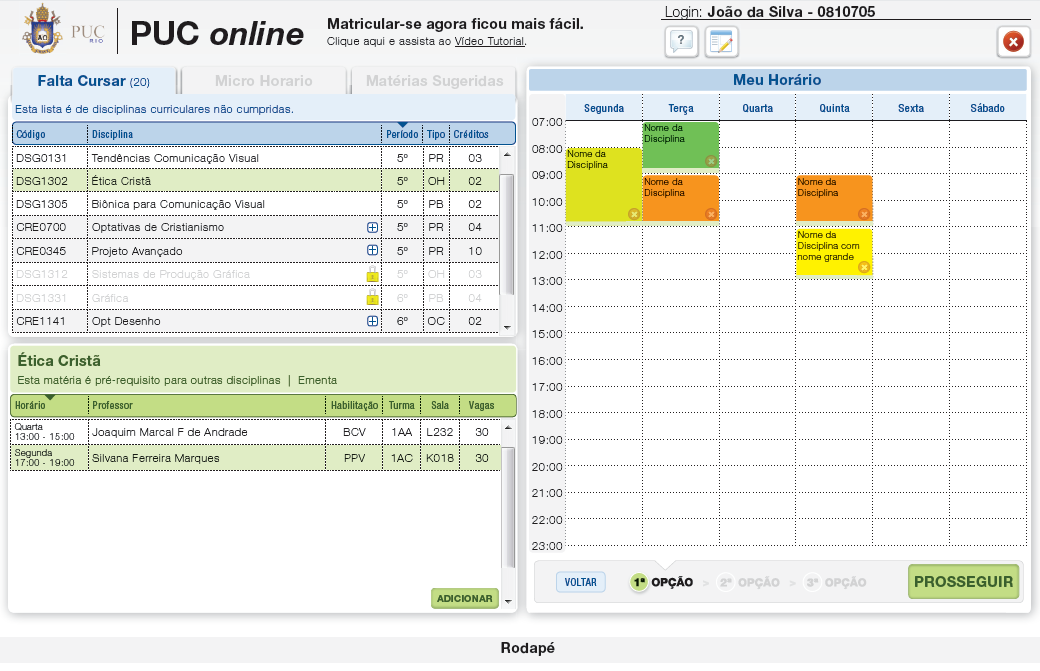 PUC
RIO
PUC online
Matricular-se agora ficou mais fácil.
Clique aqui e assista ao Vídeo Tutorial.
Login: João da Silva - 0810705
?
Falta Cursar (20)
Micro Horario
Matérias Sugeridas
Esta lista é de disciplinas curriculares não cumpridas.
Código Disciplina Período Tipo Créditos
DSG0131 Tendências Comunicação Visual 5º PR 03
DSG1302 Ética Cristã 5º OH 02
DSG1305 Biônica para Comunicação Visual 5º PB 02
CRE0700 Optativas de Cristianismo 5º PR 04
CRE0345 Projeto Avançado 5º PR 10
DSG1312 Sistemas de Produção Gráfica 5º OH 03
DSG1331 Gráfica 6º PB 04
CRE1141 Opt Desenho 6º OC 02
Ética Cristã
Esta matéria é pré-requisito para outras disciplinas | Ementa
Horário Professor Habilitação Turma Sala Vagas
Quarta
13:00 - 15:00 Joaquim Marcal F de Andrade BCV 1AA L232 30
Segunda
17:00 - 19:00 Silvana Ferreira Marques PPV 1AC K018 30
ADICIONAR
Meu Horário
Segunda Terça Quarta Quinta Sexta Sábado
07:00
Nome da
Disciplina
08:00
Nome da
Disciplina
09:00
Nome da
Disciplina
Nome da
Disciplina
10:00
11:00
Nome da
Disciplina com
nome grande
12:00
13:00
14:00
15:00
16:00
17:00
18:00
19:00
20:00
21:00
22:00
23:00
VOLTAR 1ª OPÇÃO > 2ª OPÇÃO > 3ª OPÇÃO PROSSEGUIR
Rodapé